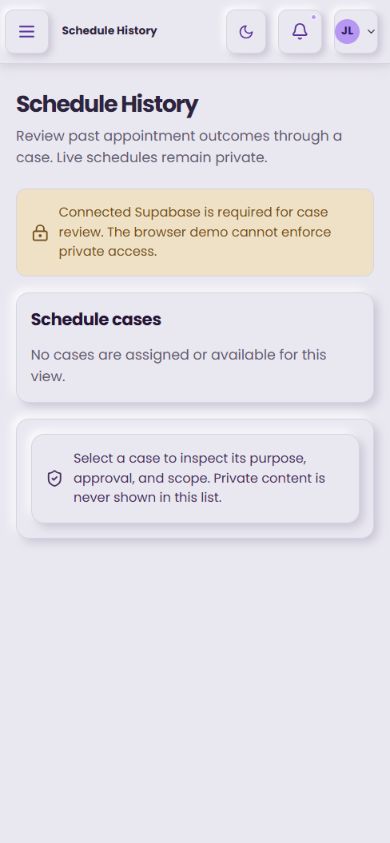 Schedule History
JL
Schedule History
Review past appointment outcomes through a
case. Live schedules remain private.
Connected Supabase is required for case
review. The browser demo cannot enforce
private access.
Schedule cases
No cases are assigned or available for this
view.
Select a case to inspect its purpose,
approval, and scope. Private content is
never shown in this list.